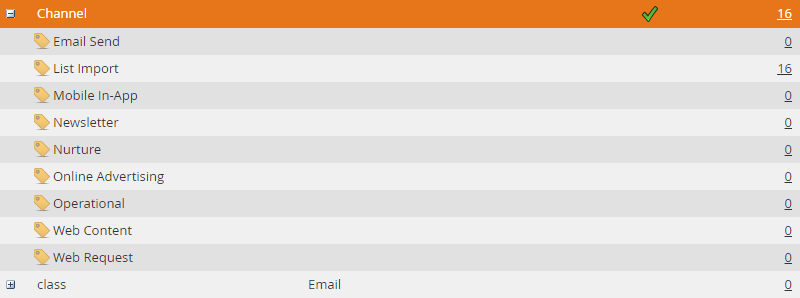 Channel 16
Email Send 0
List Import 16
Mobile In-App 0
Newsletter 0
Nurture 0
Online Advertising 0
Operational 0
Web Content 0
Web Request 0
class Email 0